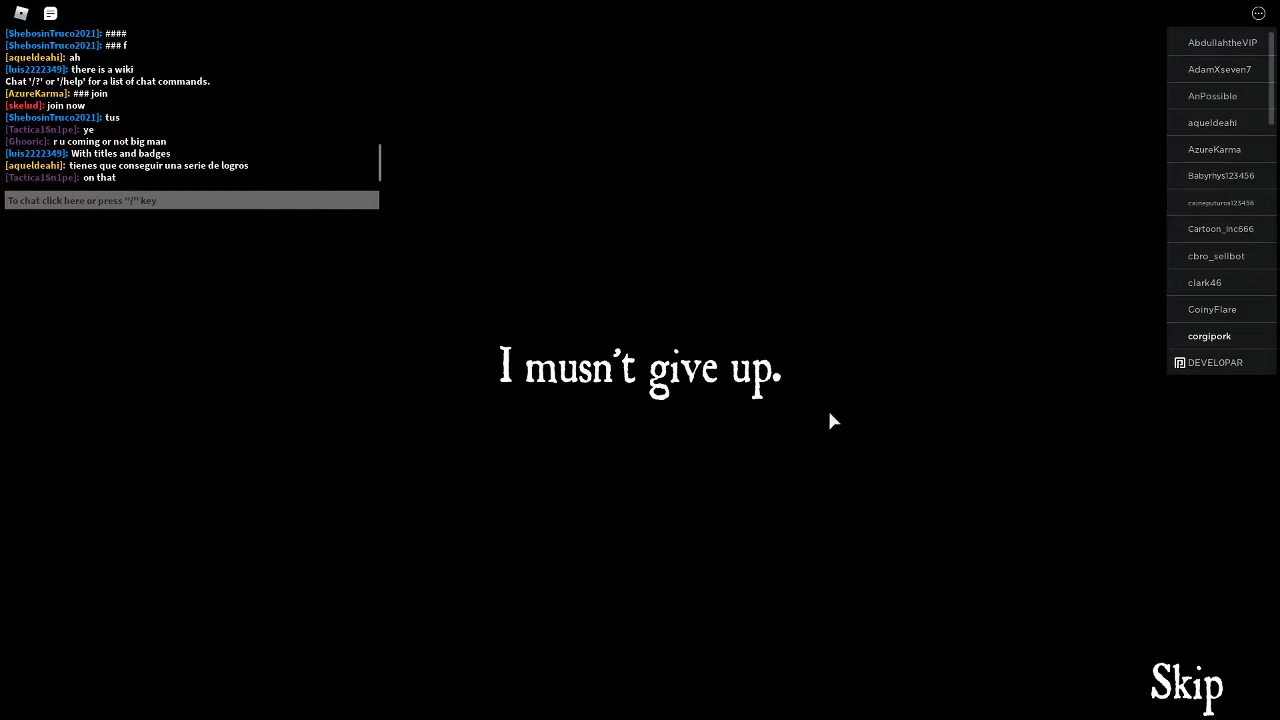 [ShebosinTruco2021]: ####
[ShebosinTruco2021]: ### f
[aqueldeahi]: ah
[luis2222349]: there is a wiki
Chat '/?' or '/help' for a list of chat commands.
[AzureKarma]: ### join
[skelud]: join now
[ShebosinTruco2021]: tus
[Tactica1Sn1pe]: ye
[Ghooric]: r u coming or not big man
[luis2222349]: With titles and badges
[aqueldeahi]: tienes que conseguir una serie de logros
[Tactica1Sn1pe]: on that
To chat click here or press "/" key
AbdullahtheVIP
AdamXseven7
AnPossible
aqueldeahi
AzureKarma
Babyrhys123456
caineputuros123456
Cartoon_inc666
cbro_sellbot
clark46
CoinyFlare
corgipork
DEVEL0PAR
I musn't give up.
Skip